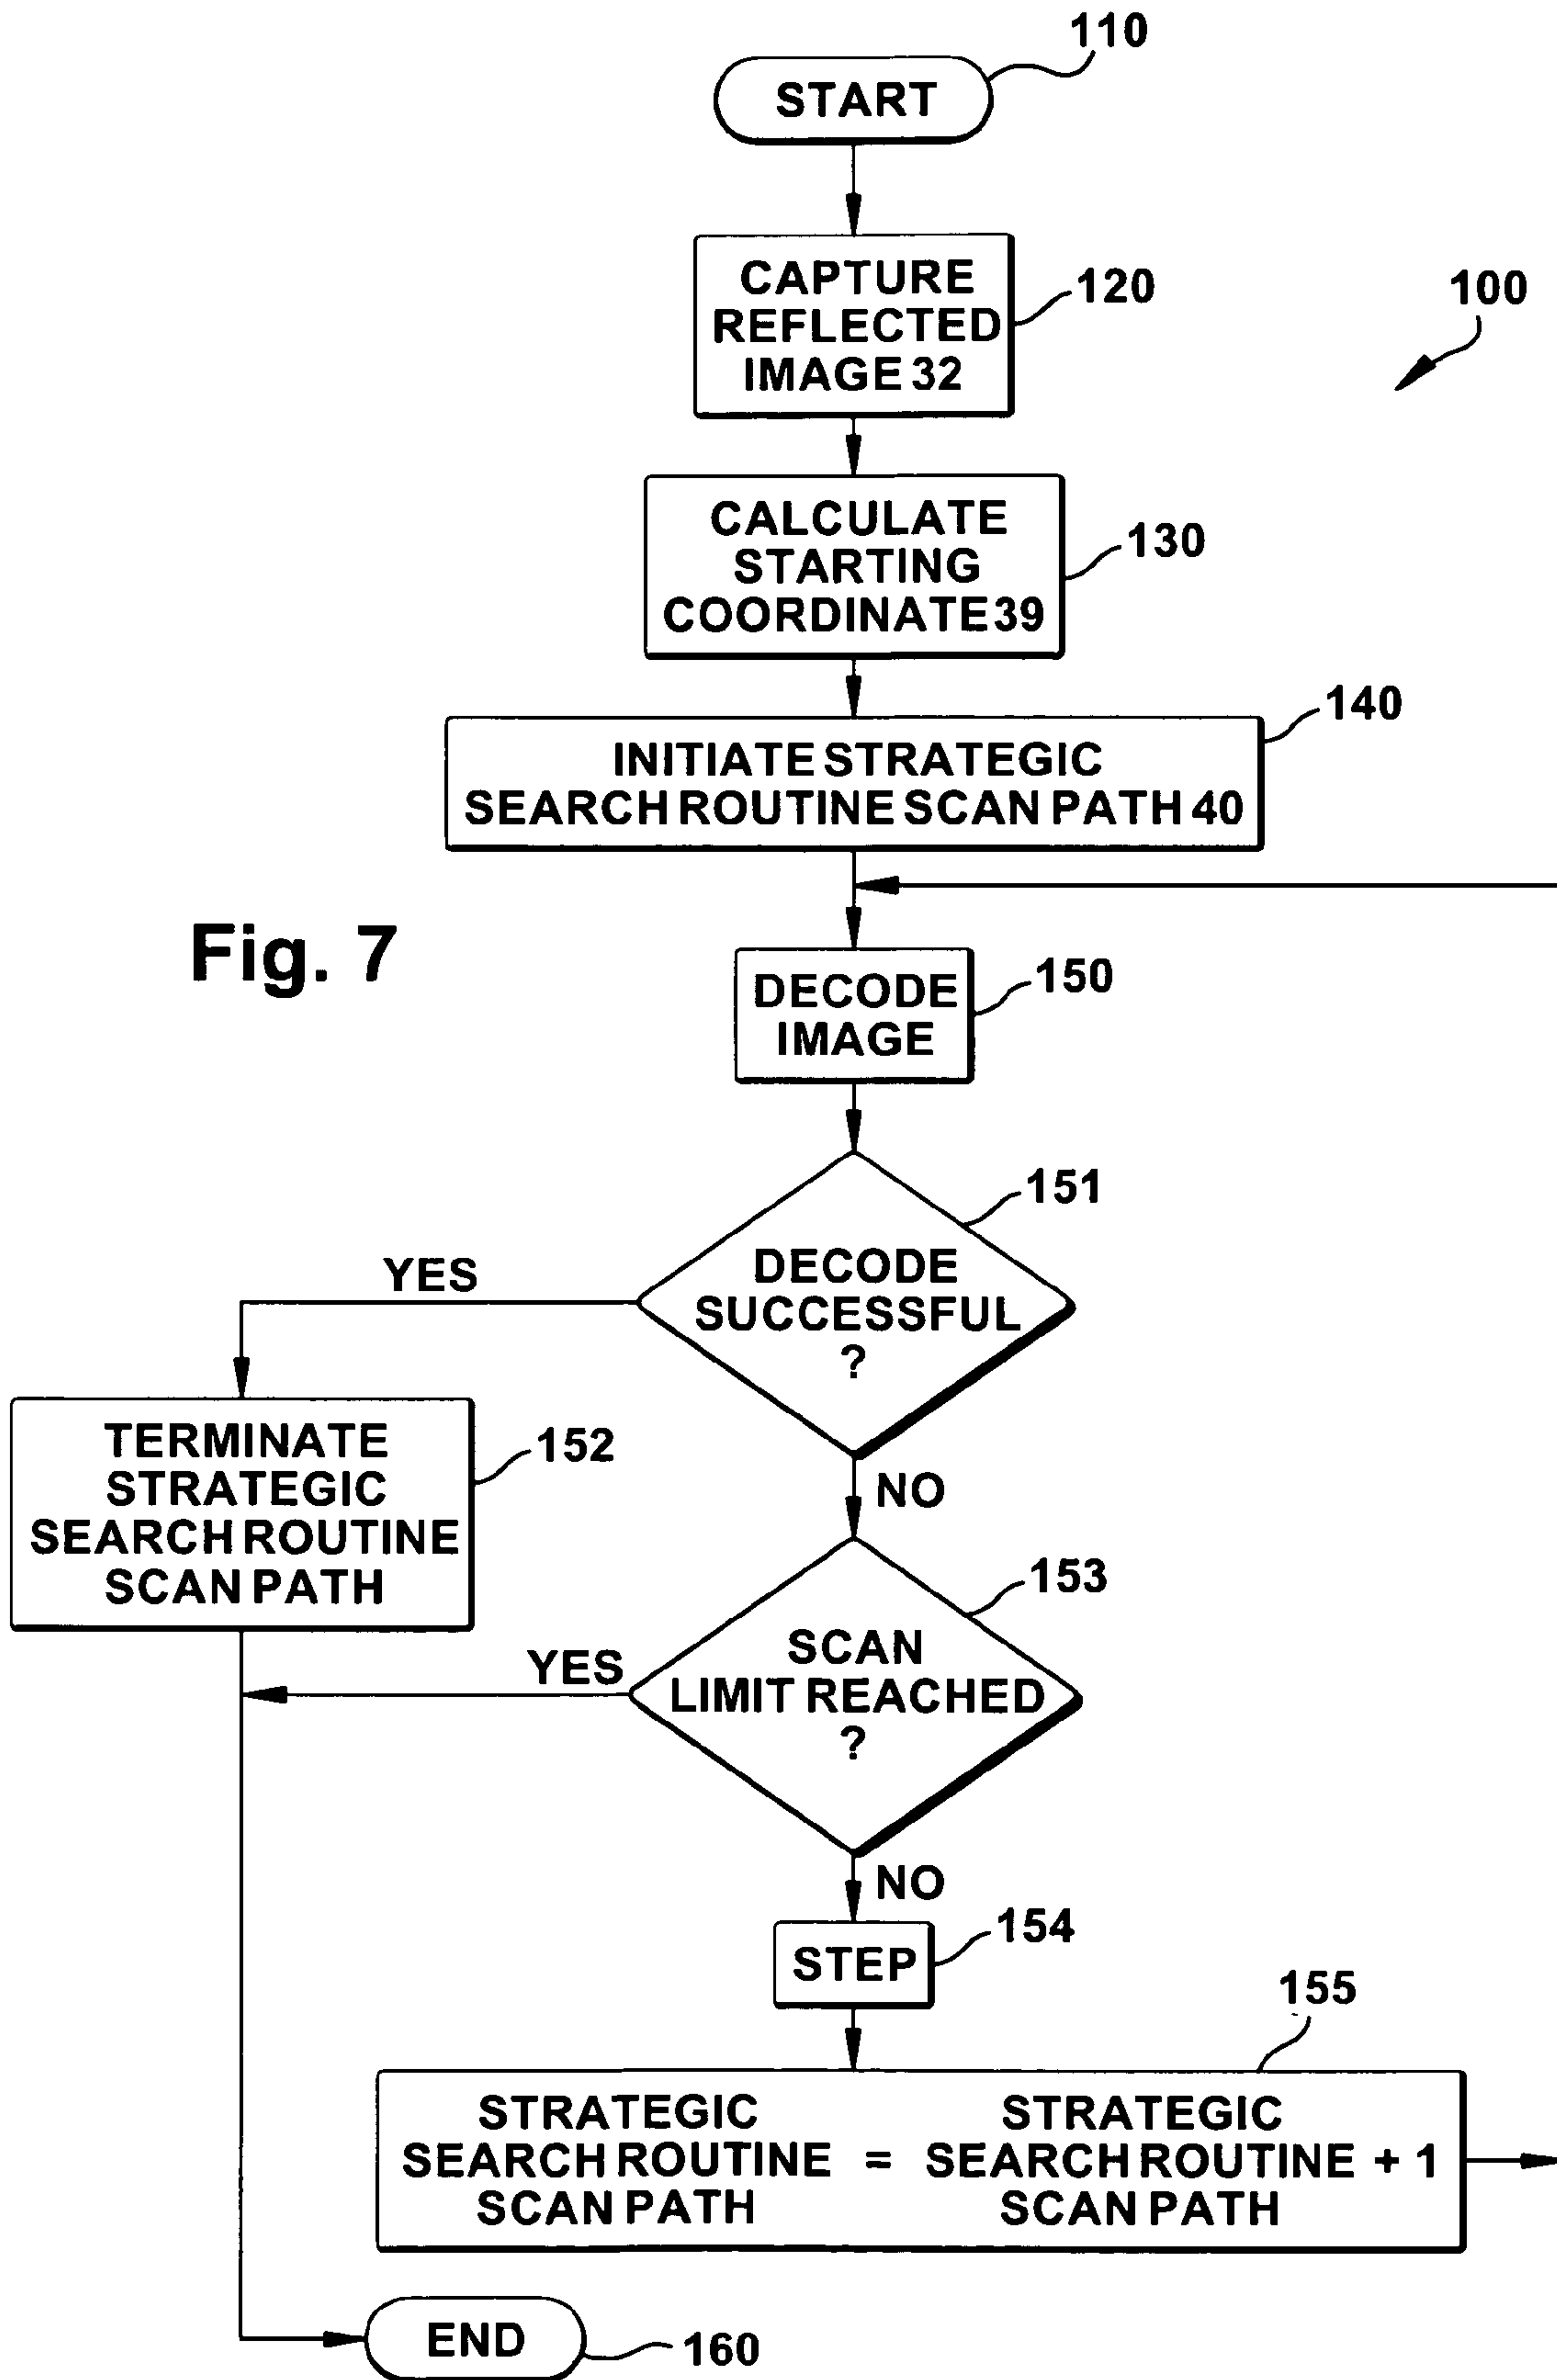 110
START
CAPTURE
REFLECTED
IMAGE 32
120
100
CALCULATE
STARTING
COORDINATE 39
130
140
INITIATE STRATEGIC
SEARCH ROUTINE SCAN PATH 40
Fig. 7
DECODE
IMAGE
150
151
DECODE
SUCCESSFUL
?
YES
TERMINATE
STRATEGIC
SEARCH ROUTINE
SCAN PATH
152
NO
153
SCAN
LIMIT REACHED
?
YES
NO
STEP
154
155
STRATEGIC
SEARCH ROUTINE
SCAN PATH
=
STRATEGIC
SEARCH ROUTINE + 1
SCAN PATH
END
160